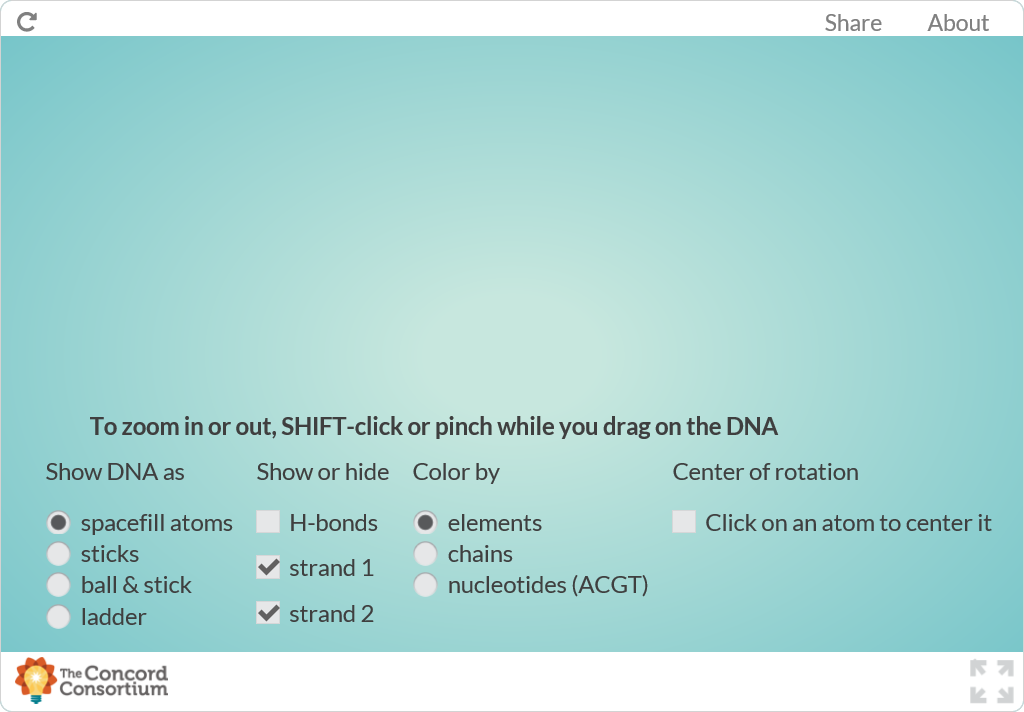 Share About
To zoom in or out, SHIFT-click or pinch while you drag on the DNA
Show DNA as
spacefill atoms
sticks
ball & stick
ladder
Show or hide
H-bonds
strand 1
strand 2
Color by
elements
chains
nucleotides (ACGT)
Center of rotation
Click on an atom to center it
The Concord
Consortium